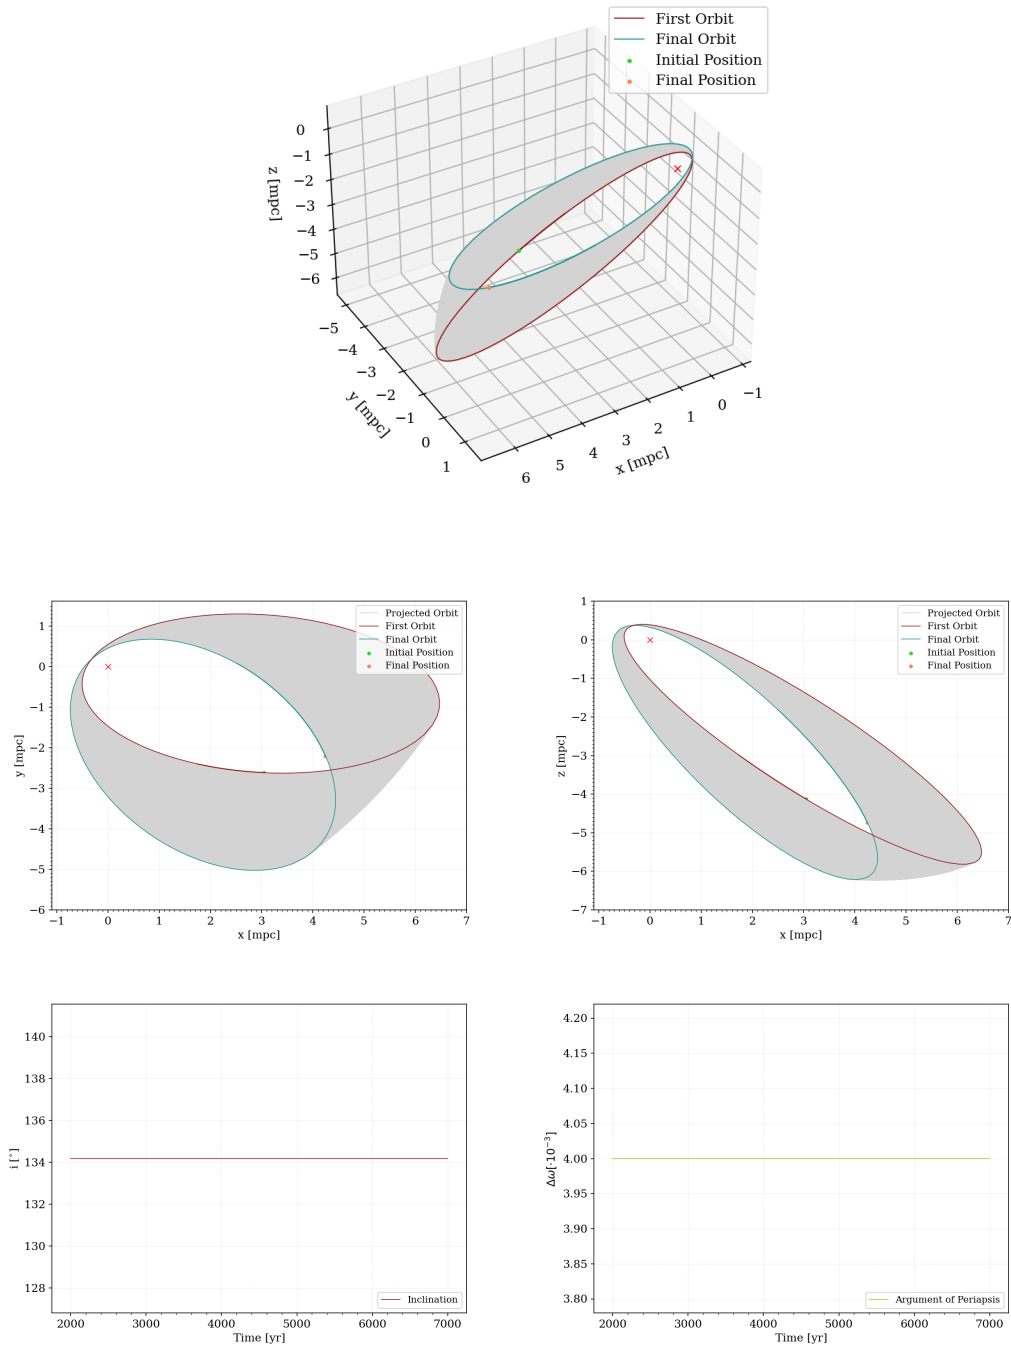 First Orbit
Final Orbit
Initial Position
Final Position
0
−1
−2
−3
−4
−5
−6
z [mpc]
−5
−4
−3
−2
−1
0
1
y [mpc]
6
5
4
3
2
1
0
−1
x [mpc]
Projected Orbit
First Orbit
Final Orbit
Initial Position
Final Position
1
0
−1
−2
−3
−4
−5
−6
y [mpc]
−1 0 1 2 3 4 5 6 7
x [mpc]
Projected Orbit
First Orbit
Final Orbit
Initial Position
Final Position
1
0
−1
−2
−3
−4
−5
−6
−7
z [mpc]
−1 0 1 2 3 4 5 6 7
x [mpc]
140
138
136
134
132
130
128
i [°]
Inclination
2000 3000 4000 5000 6000 7000
Time [yr]
4.20
4.15
4.10
4.05
4.00
3.95
3.90
3.85
3.80
Δω[·10⁻³]
Argument of Periapsis
2000 3000 4000 5000 6000 7000
Time [yr]